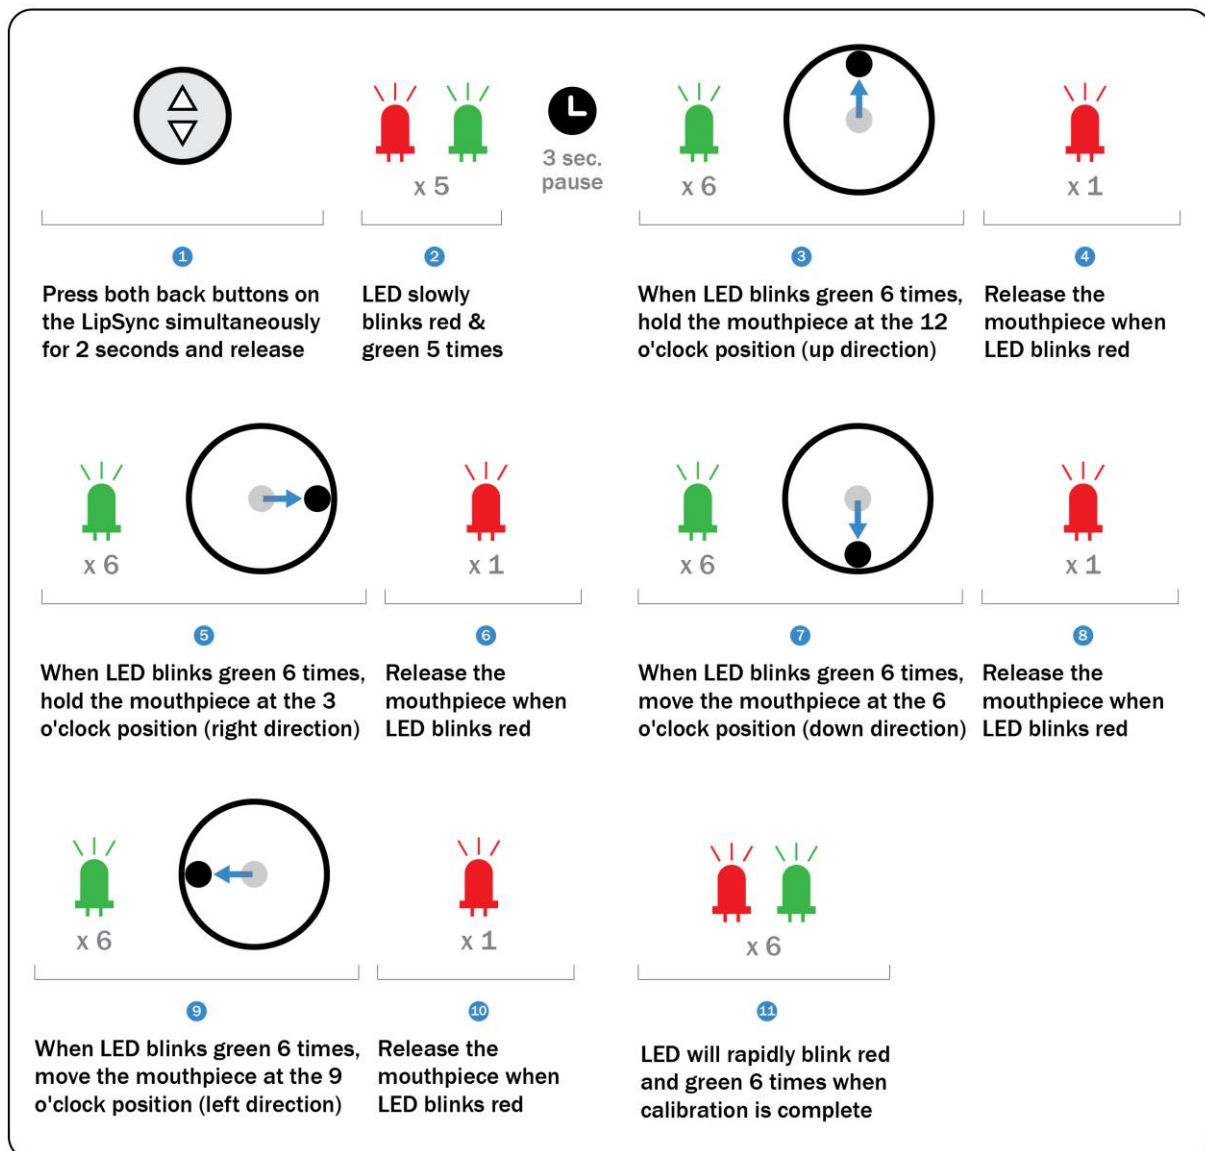 x 5
3 sec.
pause
x 6
x 1
1
Press both back buttons on
the LipSync simultaneously
for 2 seconds and release
2
LED slowly
blinks red &
green 5 times
3
When LED blinks green 6 times,
hold the mouthpiece at the 12
o'clock position (up direction)
4
Release the
mouthpiece when
LED blinks red
x 6
x 1
x 6
x 1
5
When LED blinks green 6 times,
hold the mouthpiece at the 3
o'clock position (right direction)
6
Release the
mouthpiece when
LED blinks red
7
When LED blinks green 6 times,
move the mouthpiece at the 6
o'clock position (down direction)
8
Release the
mouthpiece when
LED blinks red
x 6
x 1
x 6
9
When LED blinks green 6 times,
move the mouthpiece at the 9
o'clock position (left direction)
10
Release the
mouthpiece when
LED blinks red
11
LED will rapidly blink red
and green 6 times when
calibration is complete